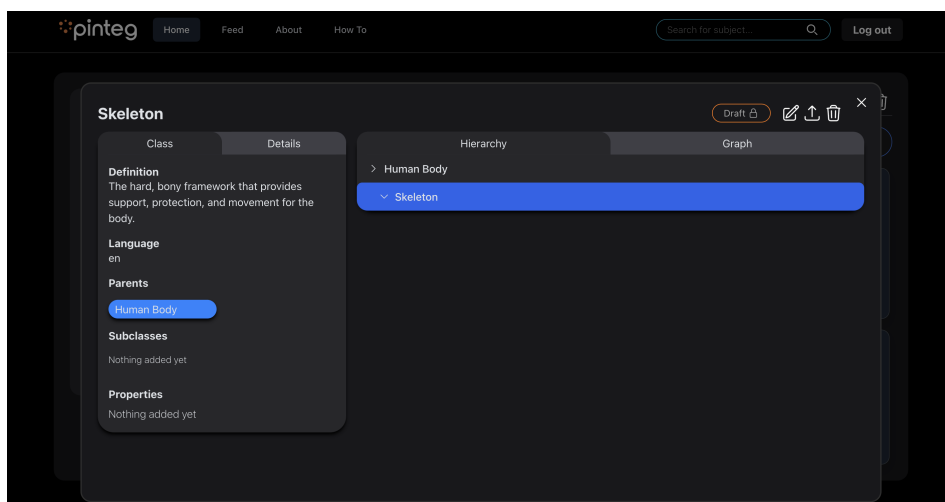 pinteg
Home
Feed
About
How To
Search for subject...
Log out
Skeleton
Draft
Class
Details
Definition
The hard, bony framework that provides
support, protection, and movement for the
body.
Language
en
Parents
Human Body
Subclasses
Nothing added yet
Properties
Nothing added yet
Hierarchy
Graph
Human Body
Skeleton